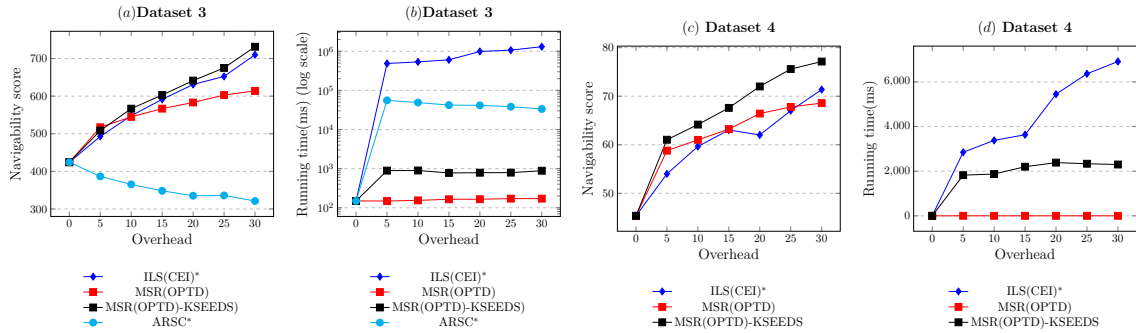 (a)Dataset 3
Navigability score
700
600
500
400
300
0 5 10 15 20 25 30
Overhead
ILS(CEI)*
MSR(OPTD)
MSR(OPTD)-KSEEDS
ARSC*
(b)Dataset 3
Running time(ms) (log scale)
10^6
10^5
10^4
10^3
10^2
0 5 10 15 20 25 30
Overhead
ILS(CEI)*
MSR(OPTD)
MSR(OPTD)-KSEEDS
ARSC*
(c) Dataset 4
Navigability score
80
70
60
50
0 5 10 15 20 25 30
Overhead
ILS(CEI)*
MSR(OPTD)
MSR(OPTD)-KSEEDS
(d) Dataset 4
Running time(ms)
6,000
4,000
2,000
0
0 5 10 15 20 25 30
Overhead
ILS(CEI)*
MSR(OPTD)
MSR(OPTD)-KSEEDS